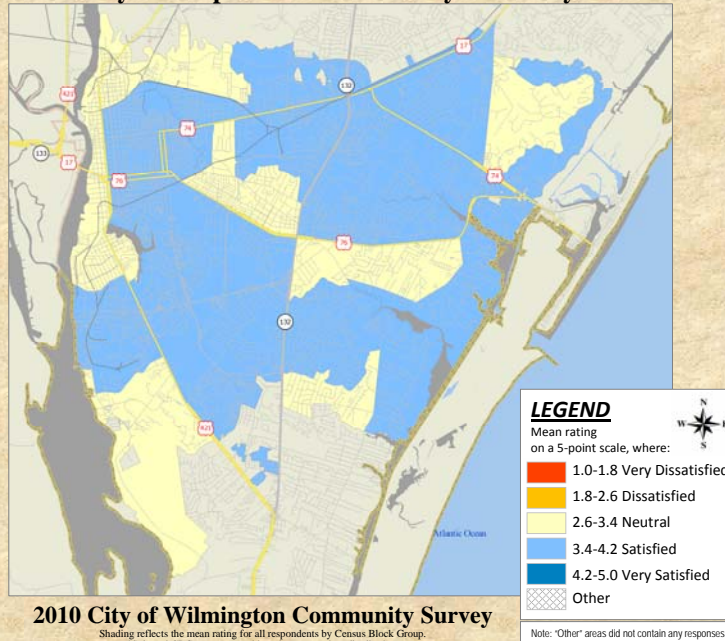 17
132
421
74
133
17
76
74
76
132
421
Atlantic Ocean
LEGEND
N
W
S
Mean rating
on a 5-point scale, where:
1.0-1.8 Very Dissatisfied
1.8-2.6 Dissatisfied
2.6-3.4 Neutral
3.4-4.2 Satisfied
4.2-5.0 Very Satisfied
Other
2010 City of Wilmington Community Survey
Shading reflects the mean rating for all respondents by Census Block Group.
Note: "Other" areas did not contain any